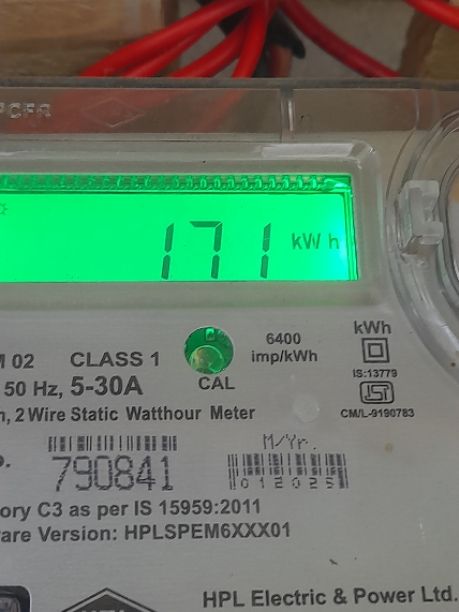 171 kWh
6400
imp/kWh
kWh
IS:13779
CM/L-9190783
M 02 CLASS 1
50 Hz, 5-30A
CAL
2 Wire Static Watthour Meter
M/Yr.
790841
012025
ory C3 as per IS 15959:2011
are Version: HPLSPEM6XXX01
HPL Electric & Power Ltd.